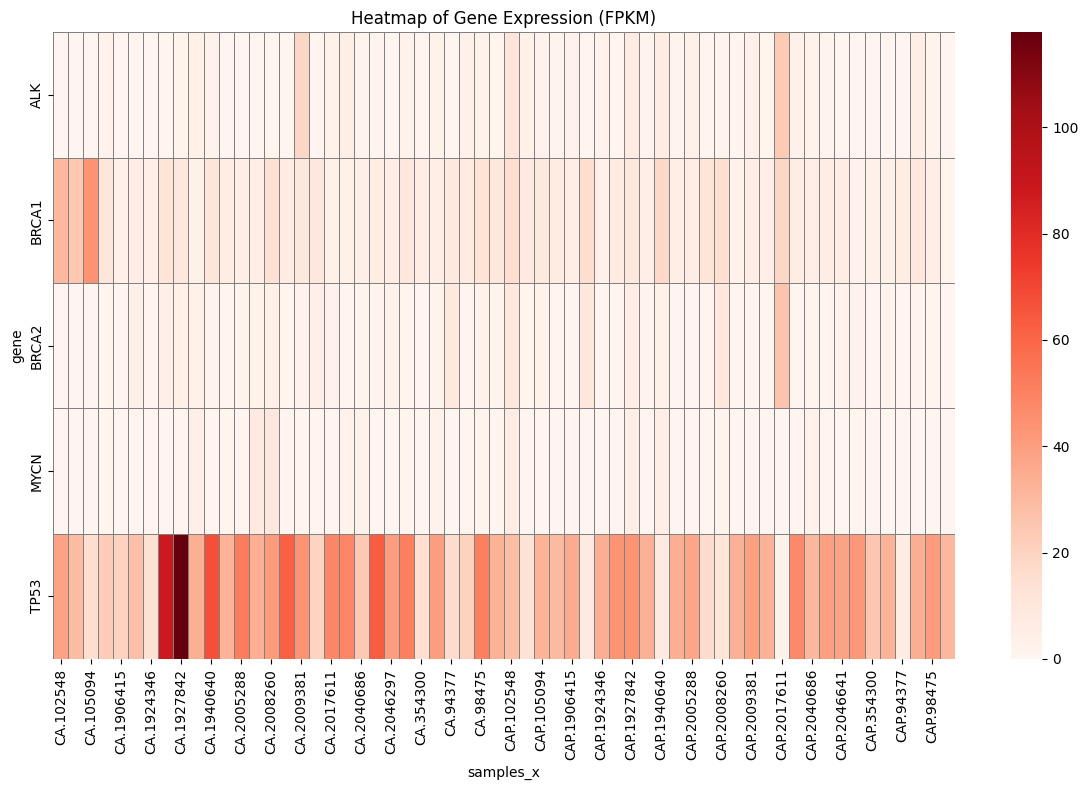 Heatmap of Gene Expression (FPKM)
ALK
BRCA1
BRCA2
MYCN
TP53
gene
CA.102548
CA.105094
CA.1906415
CA.1924346
CA.1927842
CA.1940640
CA.2005288
CA.2008260
CA.2009381
CA.2017611
CA.2040686
CA.2046297
CA.354300
CA.94377
CA.98475
CAP.102548
CAP.105094
CAP.1906415
CAP.1924346
CAP.1927842
CAP.1940640
CAP.2005288
CAP.2008260
CAP.2009381
CAP.2017611
CAP.2040686
CAP.2046641
CAP.354300
CAP.94377
CAP.98475
samples_x
100
80
60
40
20
0